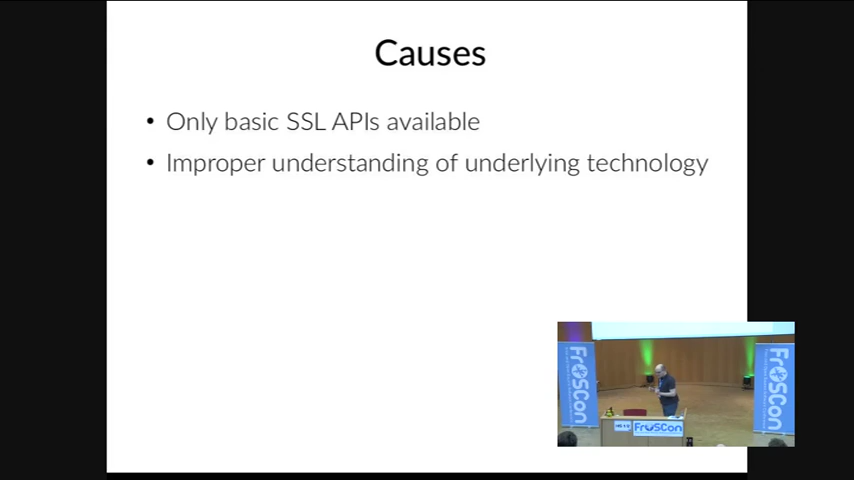 Causes
• Only basic SSL APIs available
• Improper understanding of underlying technology
FrOSCon
FrOSCon
FrOSCon